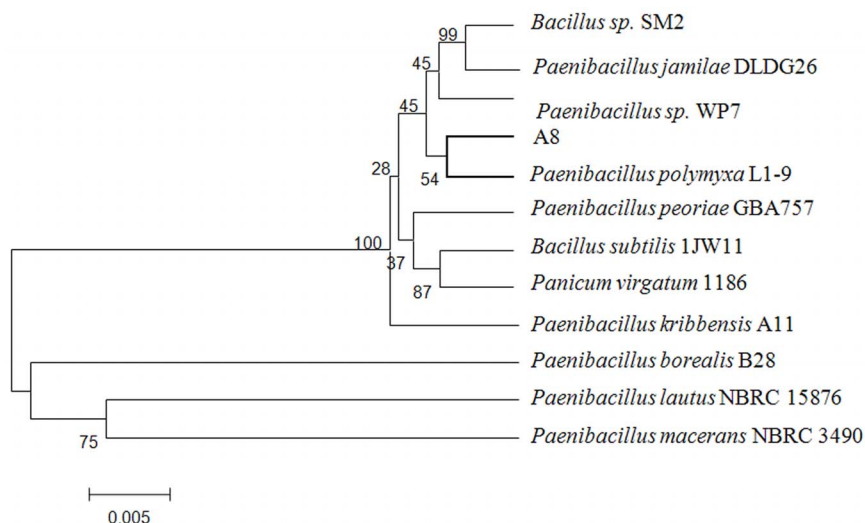 Bacillus sp. SM2
99
Paenibacillus jamilae DLDG26
45
Paenibacillus sp. WP7
45
A8
Paenibacillus polymyxa L1-9
54
28
Paenibacillus peoriae GBA757
100
37
Bacillus subtilis 1JW11
87
Panicum virgatum 1186
Paenibacillus kribbensis A11
Paenibacillus borealis B28
Paenibacillus lautus NBRC 15876
75
Paenibacillus macerans NBRC 3490
0.005